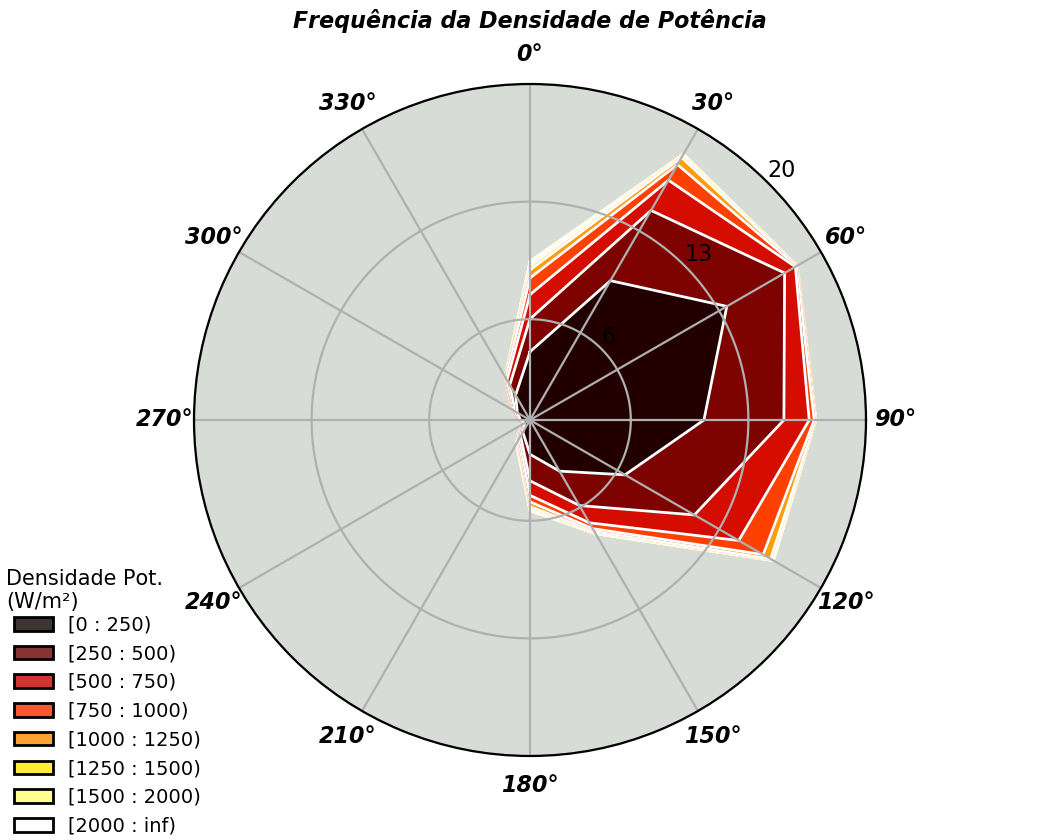 Frequência da Densidade de Potência
0°
330°
30°
20
300°
60°
13
6
270°
90°
240°
120°
210°
150°
180°
Densidade Pot.
(W/m²)
[0 : 250)
[250 : 500)
[500 : 750)
[750 : 1000)
[1000 : 1250)
[1250 : 1500)
[1500 : 2000)
[2000 : inf)